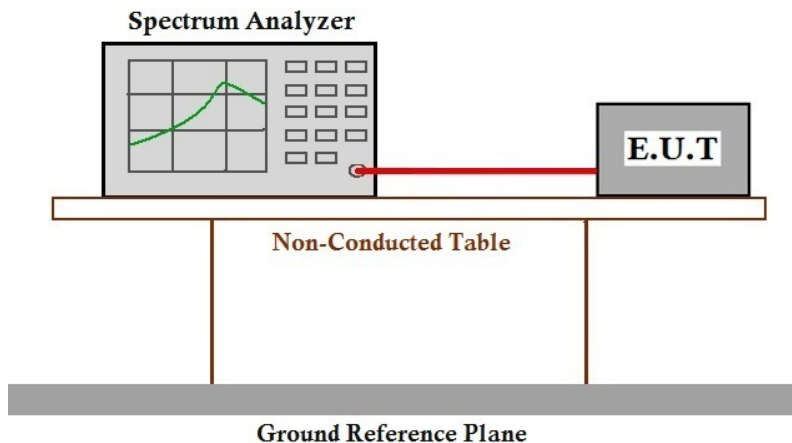 Spectrum Analyzer
E.U.T
Non-Conducted Table
Ground Reference Plane